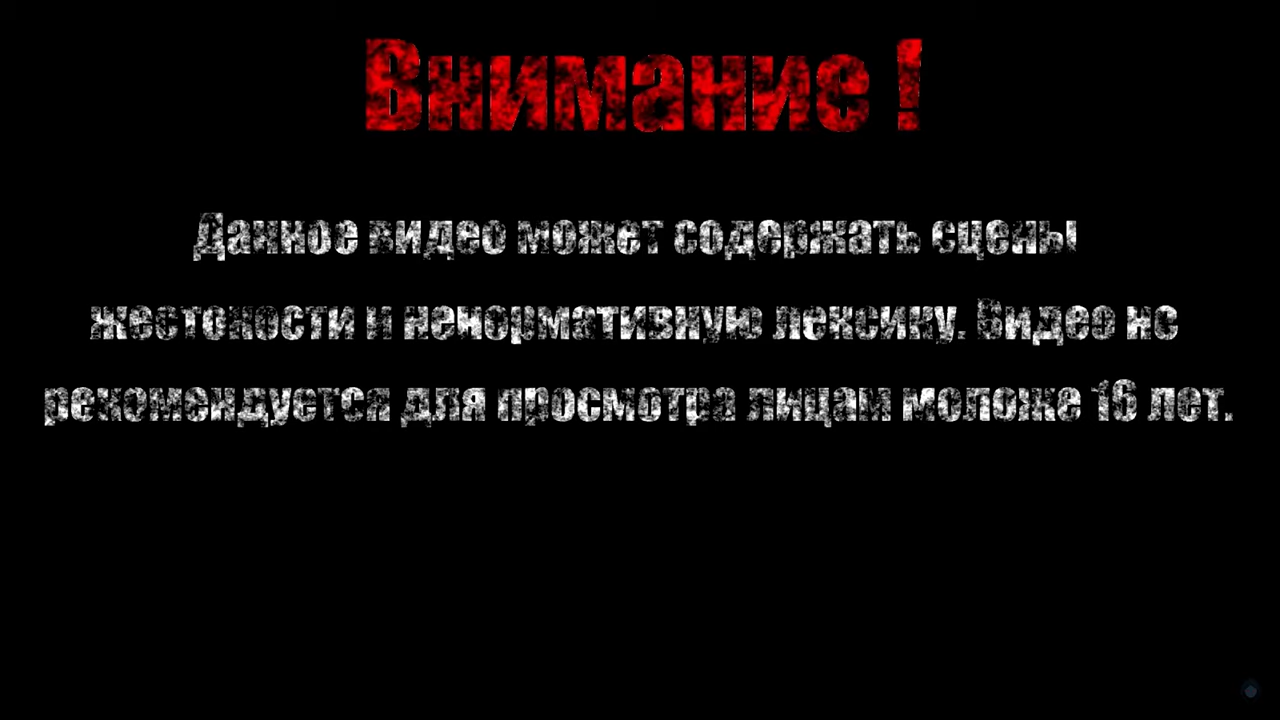 Внимание !
Данное видео может содержать сцены
жестокости и ненормативную лексику. Видео не
рекомендуется для просмотра лицам моложе 16 лет.